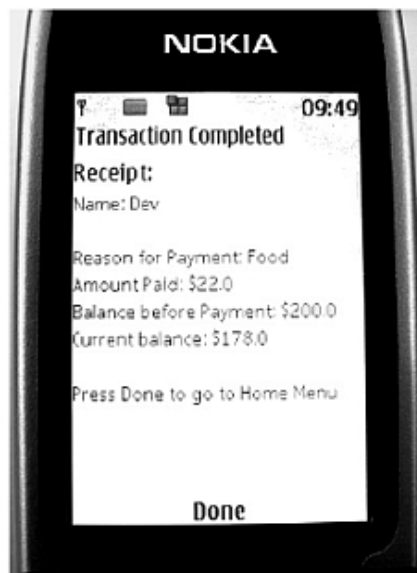 NOKIA
09:49
Transaction Completed
Receipt:
Name: Dev
Reason for Payment: Food
Amount Paid: $22.0
Balance before Payment: $200.0
Current balance: $178.0
Press Done to go to Home Menu
Done